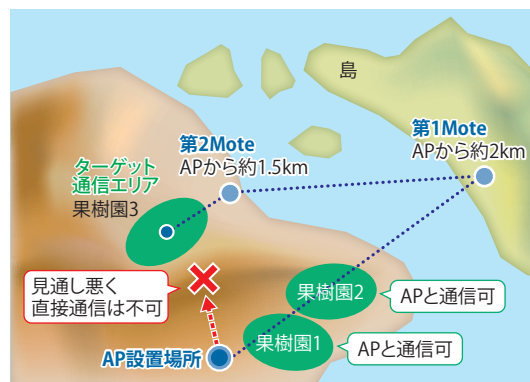 島
第1Mote
APから約2km
第2Mote
APから約1.5km
ターゲット
通信エリア
果樹園3
見通し悪く
直接通信は不可
果樹園2
APと通信可
果樹園1
APと通信可
AP設置場所